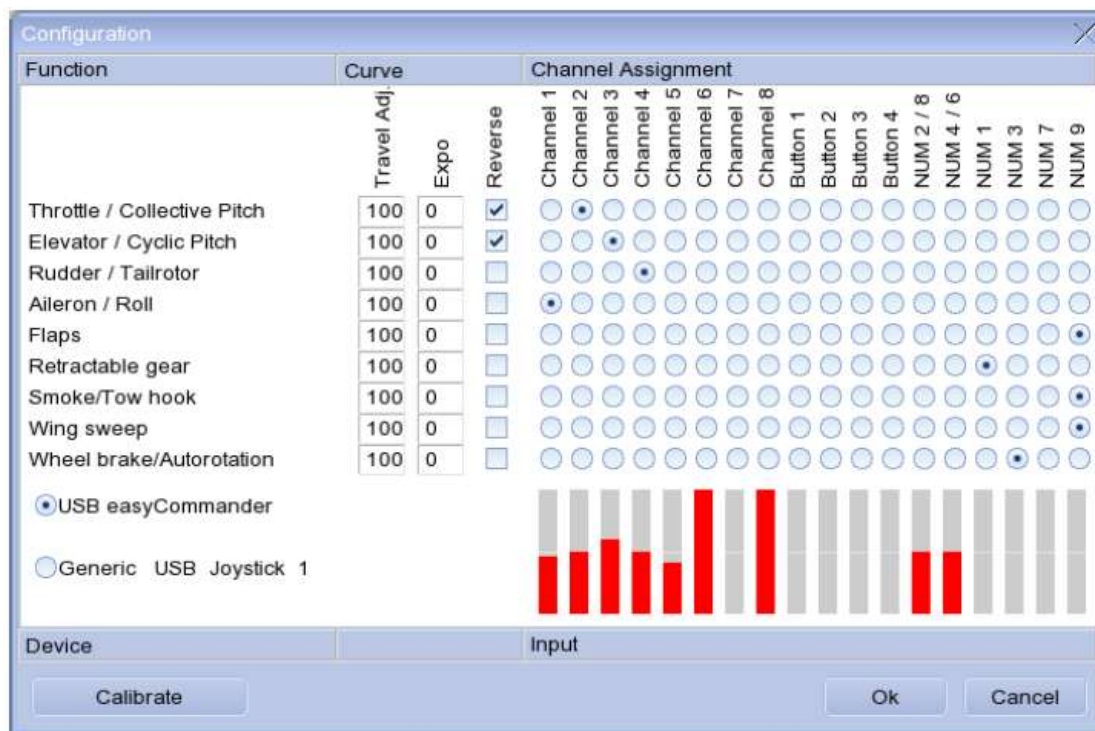 Configuration
Function Curve Channel Assignment
Travel Adj. Expo Reverse Channel 1 Channel 2 Channel 3 Channel 4 Channel 5 Channel 6 Channel 7 Channel 8 Button 1 Button 2 Button 3 Button 4 NUM 2 / 8 NUM 4 / 6 NUM 1 NUM 3 NUM 7 NUM 9
Throttle / Collective Pitch 100 0
Elevator / Cyclic Pitch 100 0
Rudder / Tailrotor 100 0
Aileron / Roll 100 0
Flaps 100 0
Retractable gear 100 0
Smoke/Tow hook 100 0
Wing sweep 100 0
Wheel brake/Autorotation 100 0
USB easyCommander
Generic USB Joystick 1
Device Input
Calibrate Ok Cancel